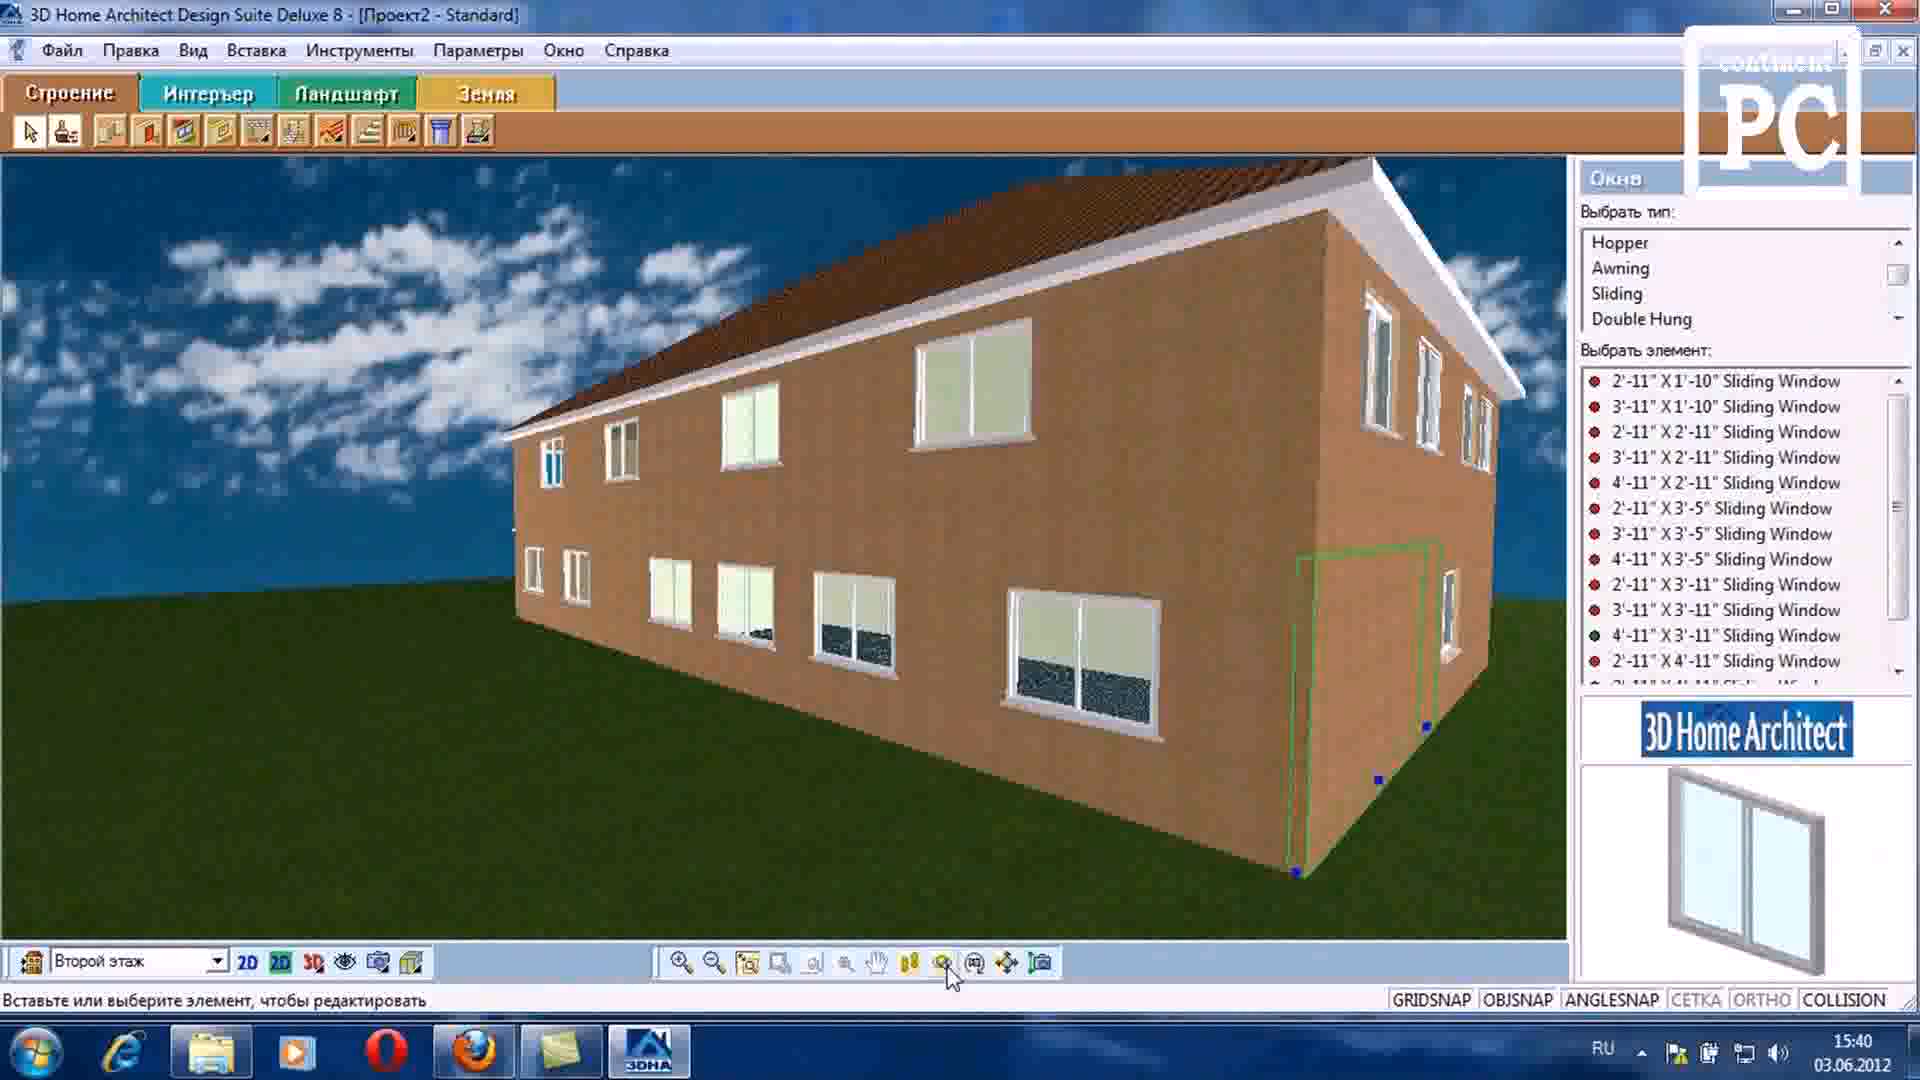 3D Home Architect Design Suite Deluxe 8 - [Проект2 - Standard]
Файл Правка Вид Вставка Инструменты Параметры Окно Справка
Строение Интерьер Ландшафт Земля
CONTINENT
PC
Окна
Выбрать тип:
Hopper
Awning
Sliding
Double Hung
Выбрать элемент:
2'-11" X 1'-10" Sliding Window
3'-11" X 1'-10" Sliding Window
2'-11" X 2'-11" Sliding Window
3'-11" X 2'-11" Sliding Window
4'-11" X 2'-11" Sliding Window
2'-11" X 3'-5" Sliding Window
3'-11" X 3'-5" Sliding Window
4'-11" X 3'-5" Sliding Window
2'-11" X 3'-11" Sliding Window
3'-11" X 3'-11" Sliding Window
4'-11" X 3'-11" Sliding Window
2'-11" X 4'-11" Sliding Window
3D Home Architect
Второй этаж 2D 2D 3D
Вставьте или выберите элемент, чтобы редактировать
GRIDSNAP OBJSNAP ANGLESNAP СЕТКА ORTHO COLLISION
3DHA
RU
15:40
03.06.2012